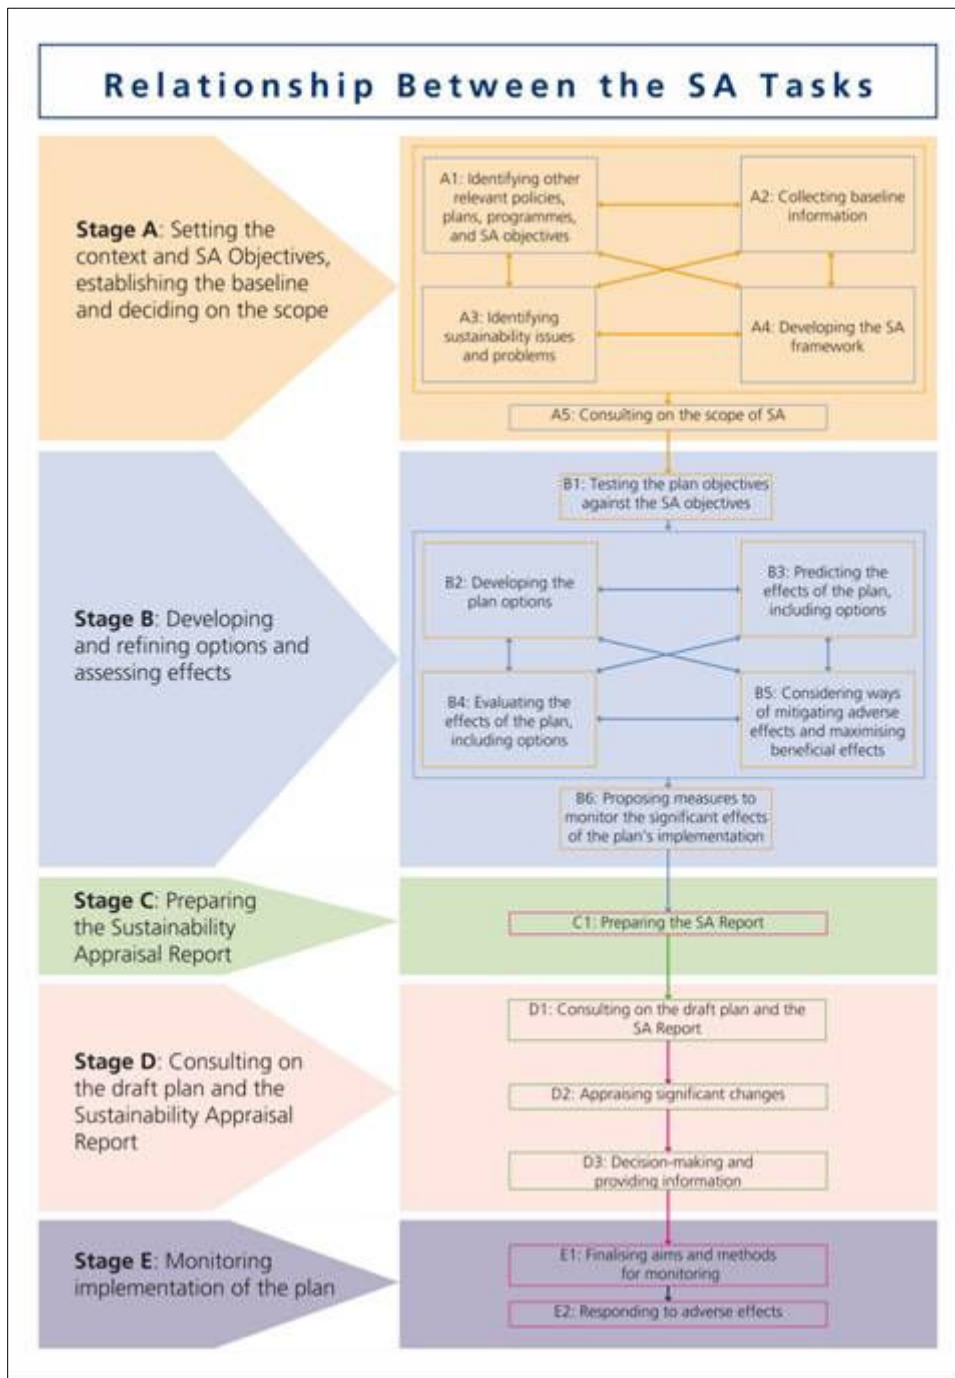 Relationship Between the SA Tasks
Stage A: Setting the
context and SA Objectives,
establishing the baseline
and deciding on the scope
A1: Identifying other
relevant policies,
plans, programmes,
and SA objectives
A2: Collecting baseline
information
A3: Identifying
sustainability issues
and problems
A4: Developing the SA
framework
A5: Consulting on the scope of SA
Stage B: Developing
and refining options and
assessing effects
B1: Testing the plan objectives
against the SA objectives
B2: Developing the
plan options
B3: Predicting the
effects of the plan,
including options
B4: Evaluating the
effects of the plan,
including options
B5: Considering ways
of mitigating adverse
effects and maximising
beneficial effects
B6: Proposing measures to
monitor the significant effects
of the plan's implementation
Stage C: Preparing
the Sustainability
Appraisal Report
C1: Preparing the SA Report
Stage D: Consulting on
the draft plan and the
Sustainability Appraisal
Report
D1: Consulting on the draft plan and the
SA Report
D2: Appraising significant changes
D3: Decision-making and
providing information
Stage E: Monitoring
implementation of the plan
E1: Finalising aims and methods
for monitoring
E2: Responding to adverse effects